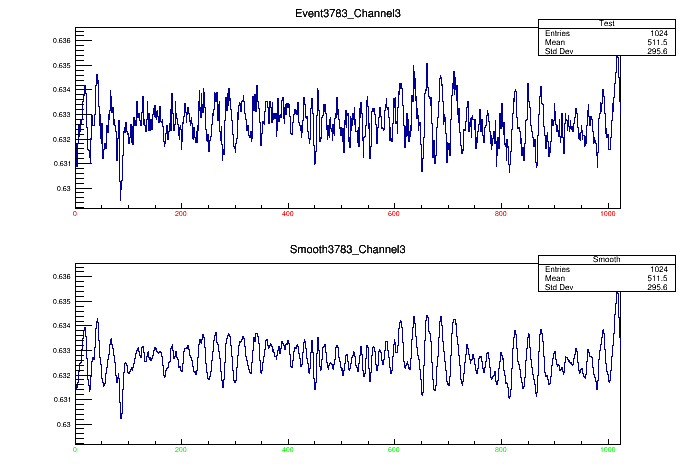 Event3783_Channel3
Test
Entries 1024
Mean 511.5
Std Dev 295.6
0.636
0.635
0.634
0.633
0.632
0.631
0.63
0 200 400 600 800 1000
Smooth3783_Channel3
Smooth
Entries 1024
Mean 511.5
Std Dev 295.6
0.636
0.635
0.634
0.633
0.632
0.631
0.63
0 200 400 600 800 1000